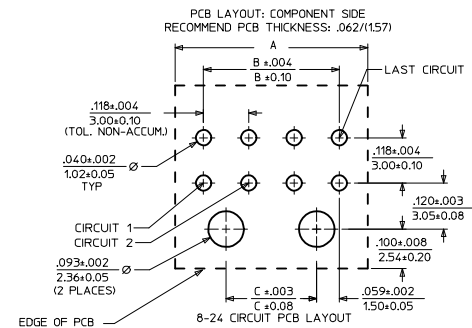 PCB LAYOUT: COMPONENT SIDE
RECOMMEND PCB THICKNESS: .062/(1.57)
A
B ±.004
B ±0.10
LAST CIRCUIT
.118±.004
3.00±0.10
(TOL. NON-ACCUM.)
.040±.002
1.02±0.05
TYP
Ø
.118±.004
3.00±0.10
.120±.003
3.05±0.08
CIRCUIT 1
CIRCUIT 2
.093±.002
2.36±0.05
(2 PLACES)
Ø
.100±.008
2.54±0.20
C ±.003
C ±0.08
.059±.002
1.50±0.05
EDGE OF PCB
8-24 CIRCUIT PCB LAYOUT